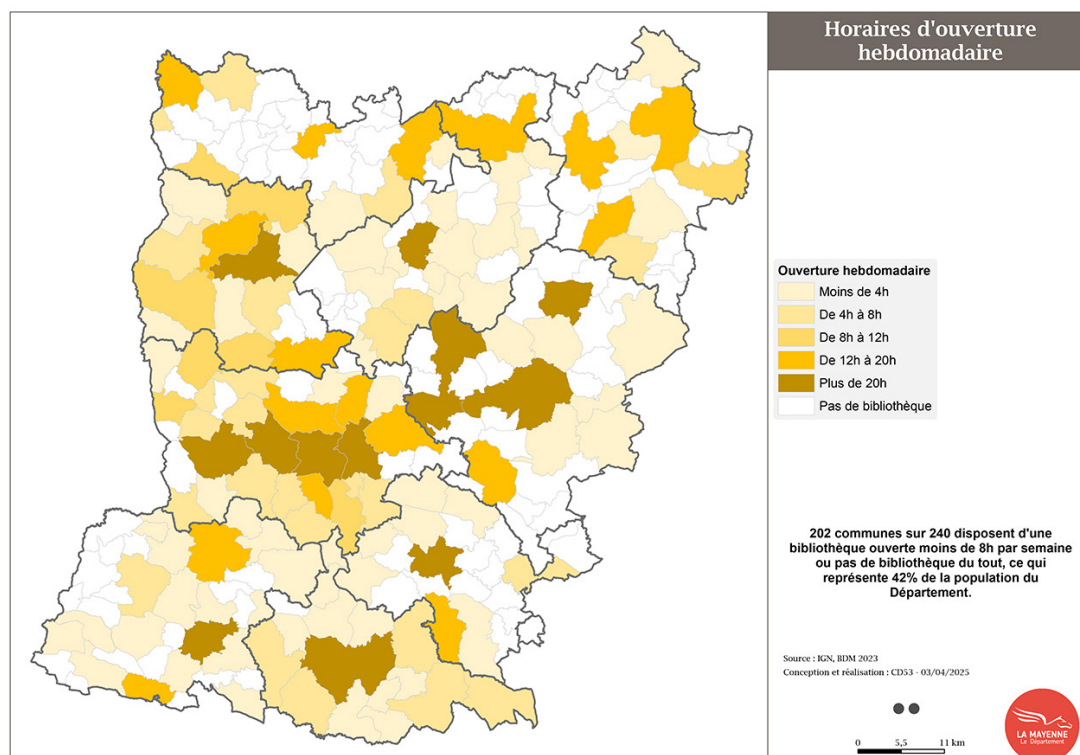 Horaires d'ouverture
hebdomadaire
Ouverture hebdomadaire
Moins de 4h
De 4h à 8h
De 8h à 12h
De 12h à 20h
Plus de 20h
Pas de bibliothèque
202 communes sur 240 disposent d'une
bibliothèque ouverte moins de 8h par semaine
ou pas de bibliothèque du tout, ce qui
représente 42% de la population du
Département.
Source : IGN, BDM 2023
Conception et réalisation : CD53 - 03/04/2025
0 5,5 11 km
LA MAYENNE
Le Département